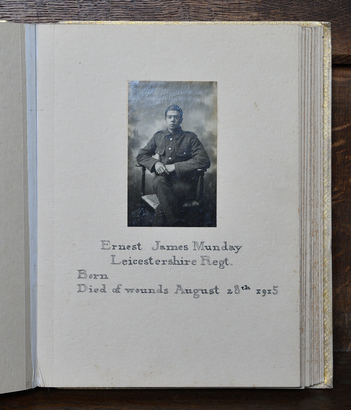 Ernest James Munday
Leicestershire Regt.
Born
Died of wounds August 28th 1915